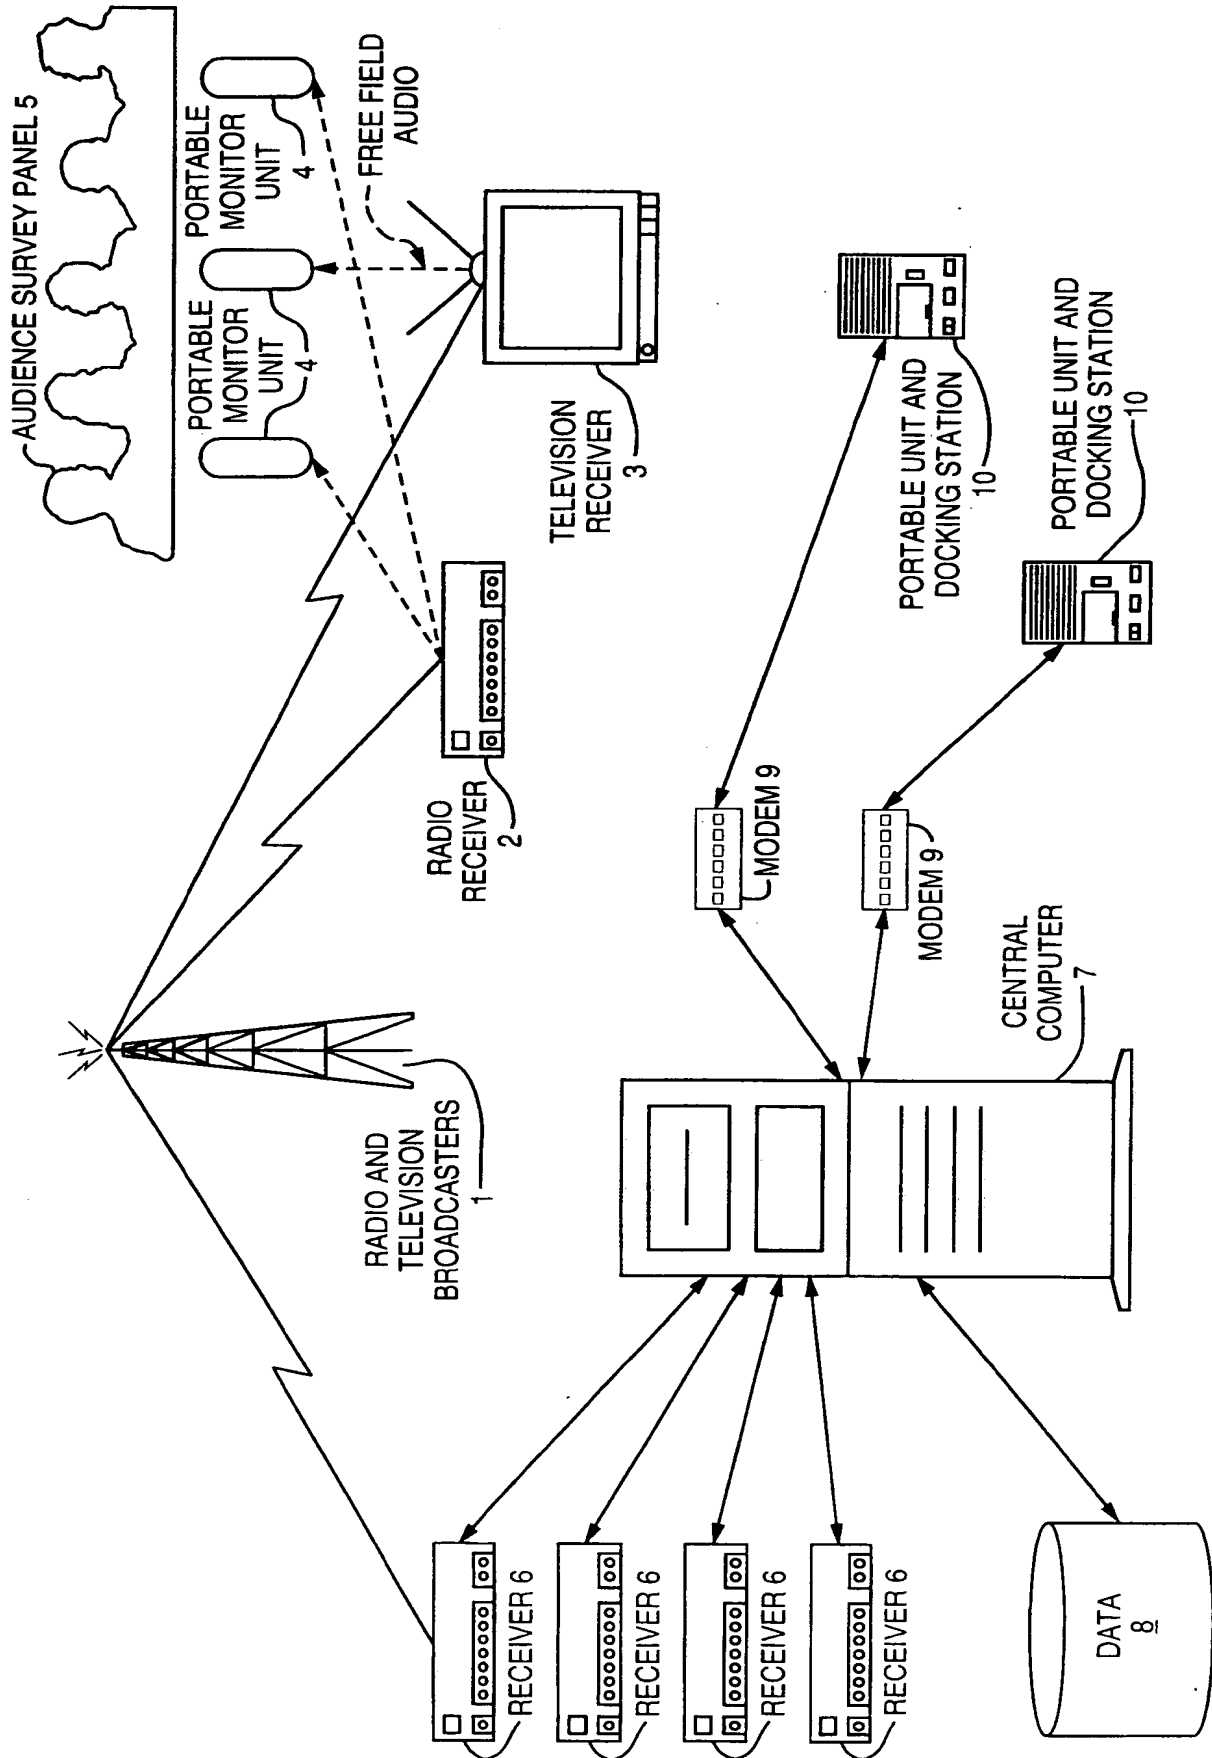 AUDIENCE SURVEY PANEL 5
PORTABLE
MONITOR
UNIT
4
PORTABLE
MONITOR
UNIT
4
FREE FIELD
AUDIO
RADIO AND
TELEVISION
BROADCASTERS
1
RADIO
RECEIVER
2
TELEVISION
RECEIVER
3
RECEIVER 6
RECEIVER 6
RECEIVER 6
RECEIVER 6
MODEM 9
MODEM 9
PORTABLE UNIT AND
DOCKING STATION
10
PORTABLE UNIT AND
DOCKING STATION
10
CENTRAL
COMPUTER
7
DATA
8